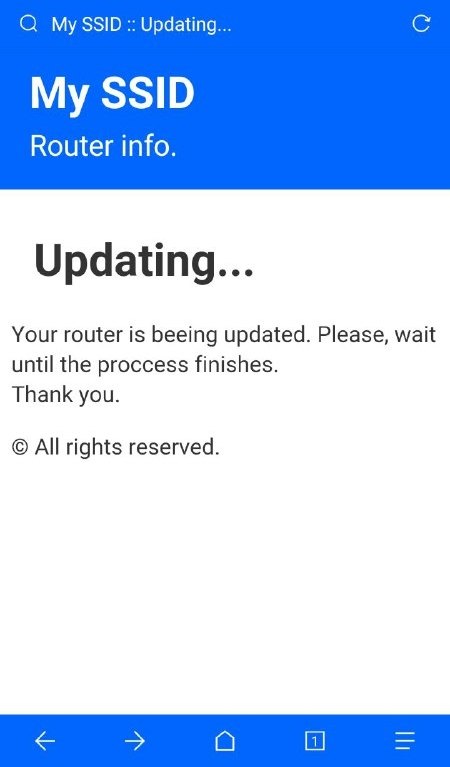 My SSID :: Updating...
My SSID
Router info.
Updating...
Your router is beeing updated. Please, wait
until the proccess finishes.
Thank you.
© All rights reserved.
1